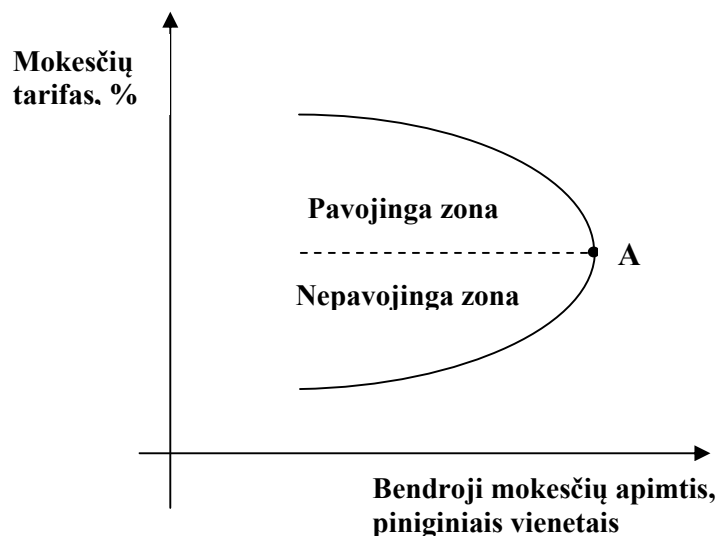 Mokesčių
tarifas, %
Pavojinga zona
A
Nepavojinga zona
Bendroji mokesčių apimtis,
piniginiais vienetais